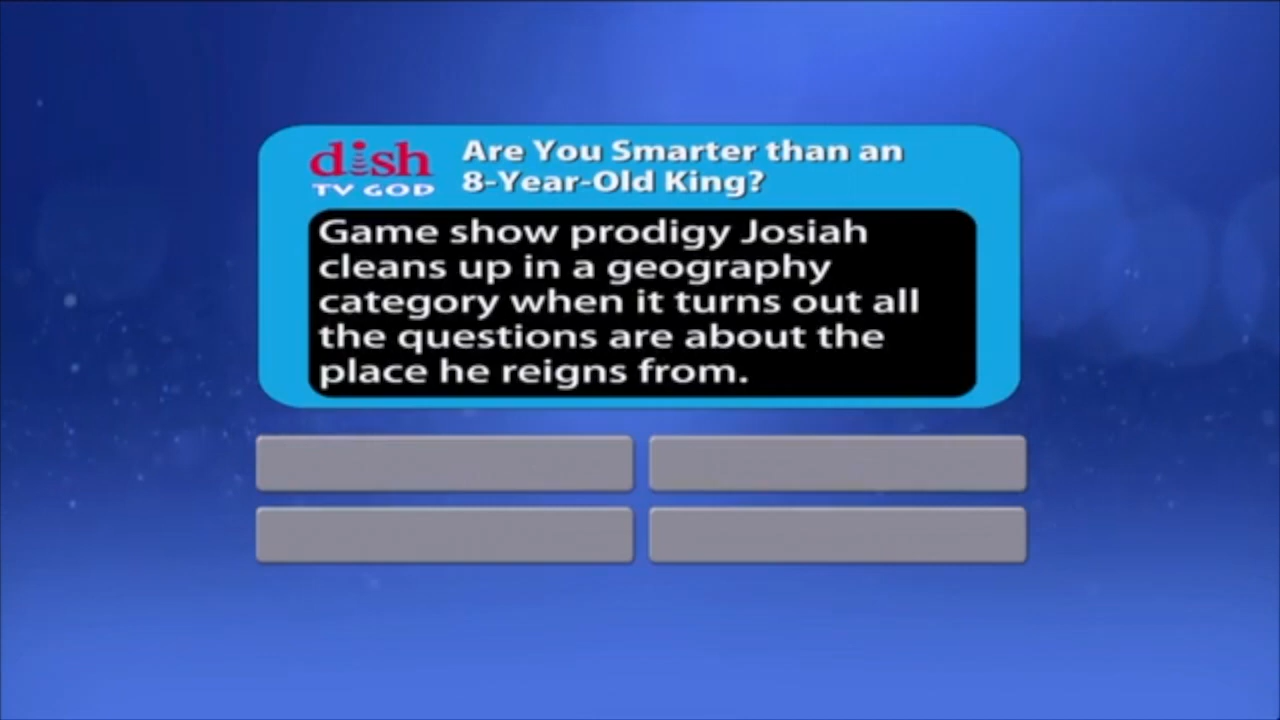 dish
TV GOD
Are You Smarter than an
8-Year-Old King?
Game show prodigy Josiah
cleans up in a geography
category when it turns out all
the questions are about the
place he reigns from.